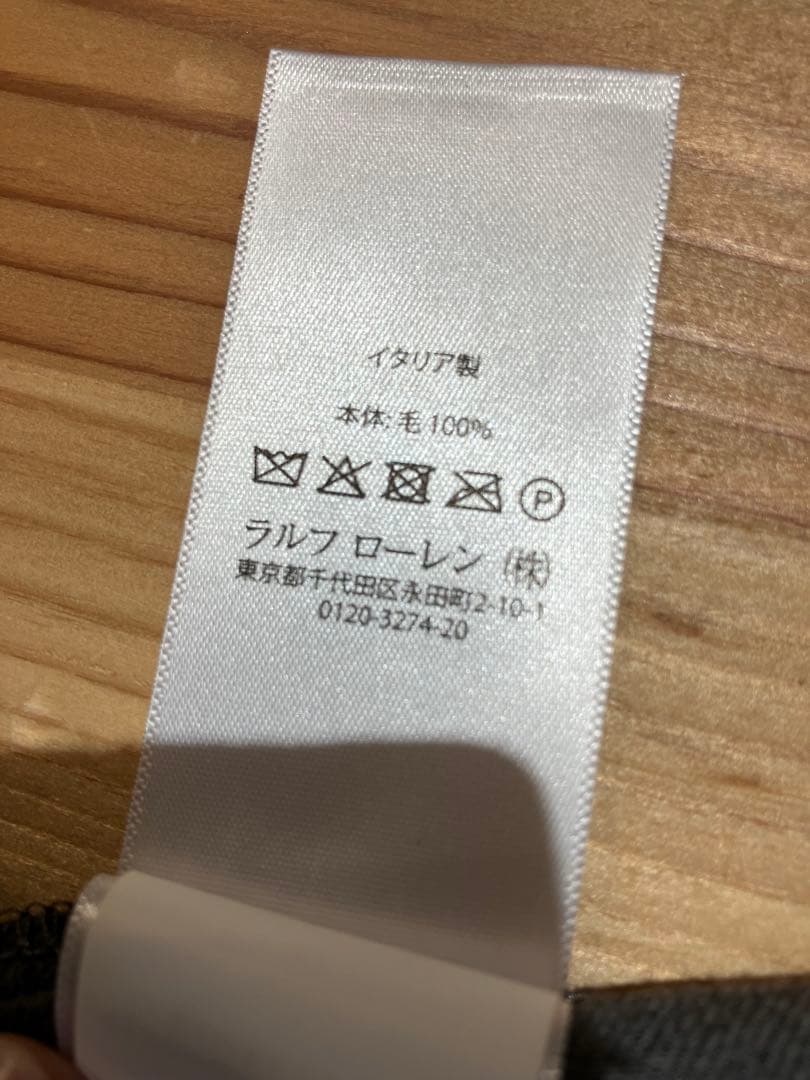 イタリア製
本体: 毛 100%
P
ラルフ ローレン (株)
東京都千代田区永田町2-10-1
0120-3274-20